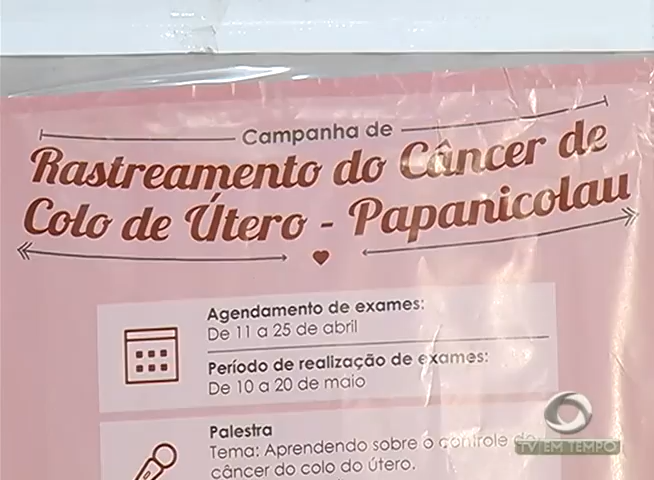 Campanha de
Rastreamento do Câncer de
Colo de Útero - Papanicolau
Agendamento de exames:
De 11 a 25 de abril
Período de realização de exames:
De 10 a 20 de maio
Palestra
Tema: Aprendendo sobre o controle do
câncer do colo do útero.
TV EM TEMPO